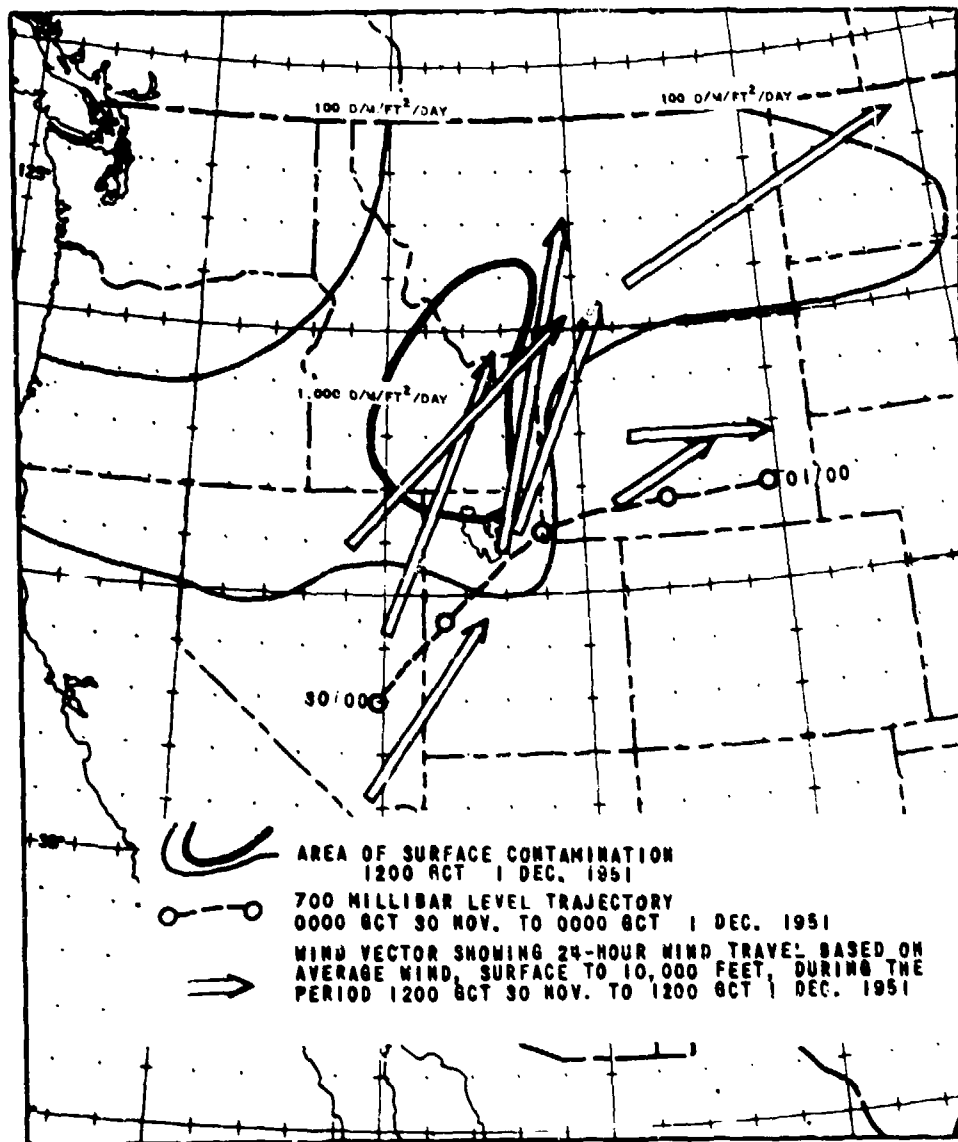 100 D/M/FT²/DAY
100 D/M/FT²/DAY
125°
1,000 D/M/FT²/DAY
01/00
30/00
30°
AREA OF SURFACE CONTAMINATION
1200 GCT 1 DEC. 1951
700 MILLIBAR LEVEL TRAJECTORY
0000 GCT 30 NOV. TO 0000 GCT 1 DEC. 1951
WIND VECTOR SHOWING 24-HOUR WIND TRAVEL BASED ON
AVERAGE WIND, SURFACE TO 10,000 FEET, DURING THE
PERIOD 1200 GCT 30 NOV. TO 1200 GCT 1 DEC. 1951